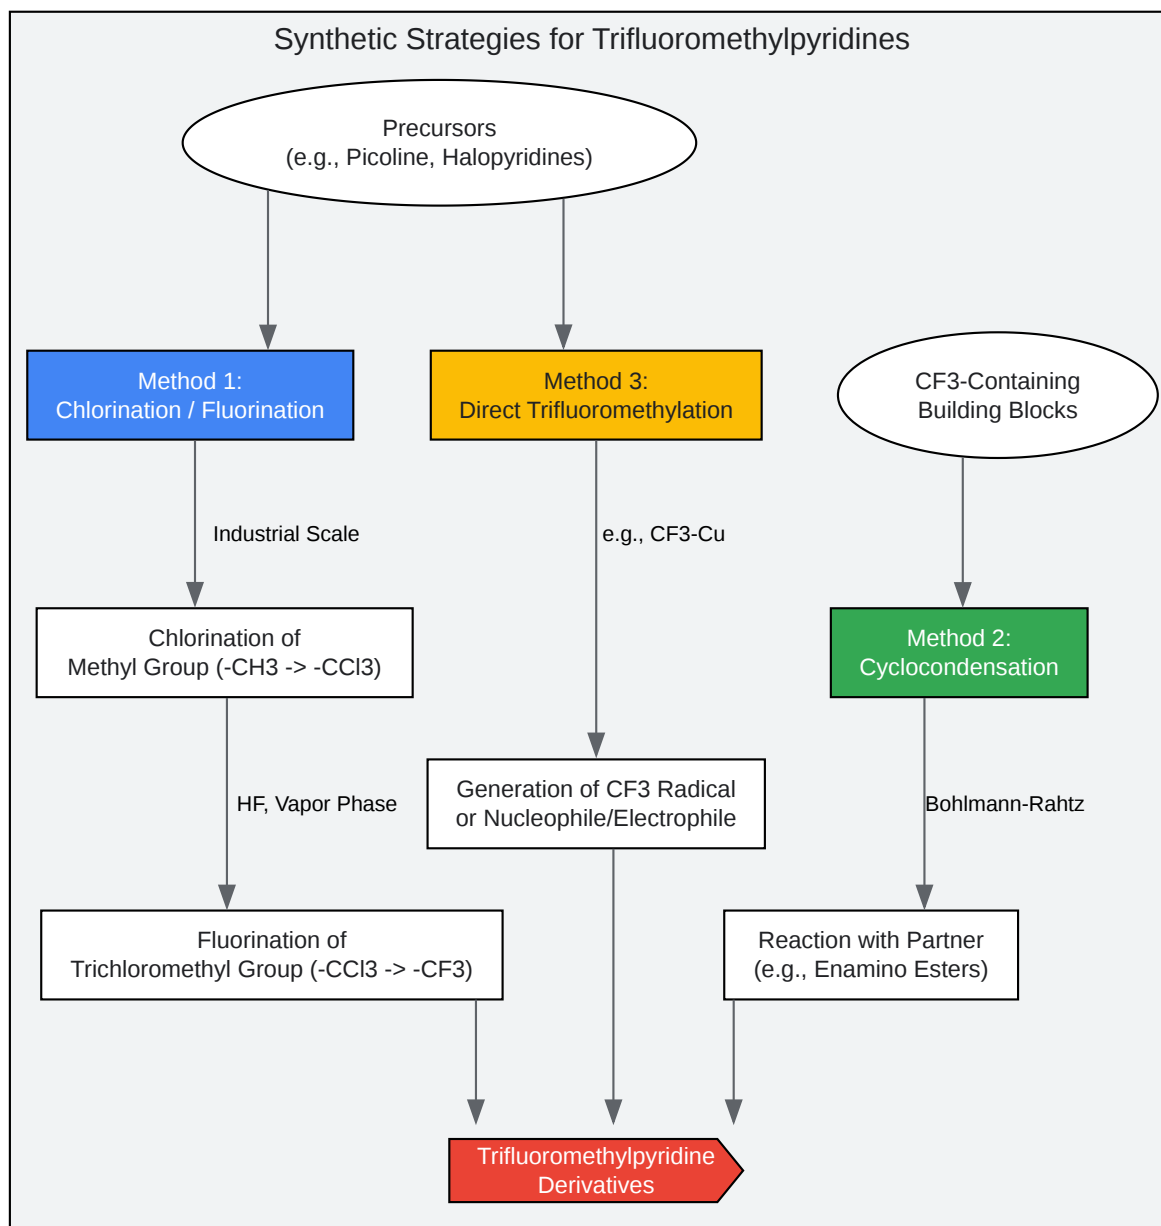 Synthetic Strategies for Trifluoromethylpyridines
Precursors
(e.g., Picoline, Halopyridines)
Method 1:
Chlorination / Fluorination
Method 3:
Direct Trifluoromethylation
CF3-Containing
Building Blocks
Industrial Scale
e.g., CF3-Cu
Chlorination of
Methyl Group (-CH3 -> -CCl3)
Method 2:
Cyclocondensation
HF, Vapor Phase
Generation of CF3 Radical
or Nucleophile/Electrophile
Bohlmann-Rahtz
Fluorination of
Trichloromethyl Group (-CCl3 -> -CF3)
Reaction with Partner
(e.g., Enamino Esters)
Trifluoromethylpyridine
Derivatives